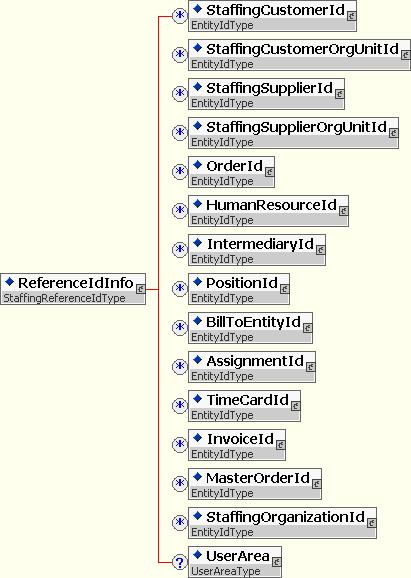 StaffingCustomerId
EntityIdType
StaffingCustomerOrgUnitId
EntityIdType
StaffingSupplierId
EntityIdType
StaffingSupplierOrgUnitId
EntityIdType
OrderId
EntityIdType
HumanResourceId
EntityIdType
IntermediaryId
EntityIdType
ReferenceIdInfo
StaffingReferenceIdType
PositionId
EntityIdType
BillToEntityId
EntityIdType
AssignmentId
EntityIdType
TimeCardId
EntityIdType
InvoiceId
EntityIdType
MasterOrderId
EntityIdType
StaffingOrganizationId
EntityIdType
? UserArea
UserAreaType